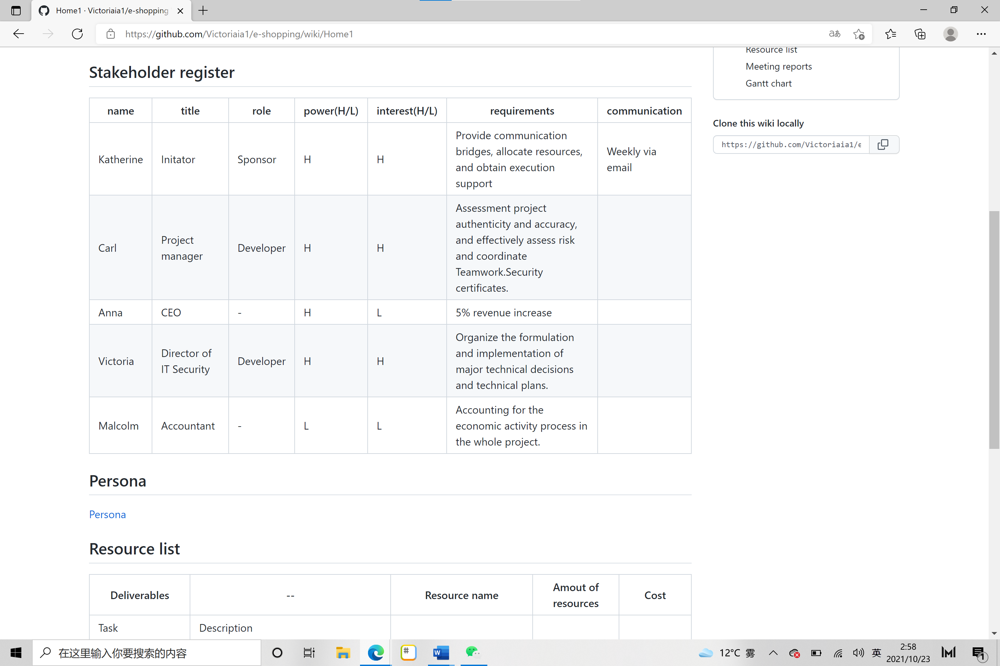 Home1 · Victoriaia1/e-shopping
https://github.com/Victoriaia1/e-shopping/wiki/Home1
aあ
Resource list
Meeting reports
Gantt chart
Clone this wiki locally
https://github.com/Victoriaia1/e
Stakeholder register
name title role power(H/L) interest(H/L) requirements communication
Katherine Initator Sponsor H H Provide communication
bridges, allocate resources,
and obtain execution
support
Weekly via
email
Carl Project
manager
Developer H H Assessment project
authenticity and accuracy,
and effectively assess risk
and coordinate
Teamwork.Security
certificates.
Anna CEO - H L 5% revenue increase
Victoria Director of
IT Security
Developer H H Organize the formulation
and implementation of
major technical decisions
and technical plans.
Malcolm Accountant - L L Accounting for the
economic activity process in
the whole project.
Persona
Persona
Resource list
Deliverables -- Resource name Amout of
resources
Cost
Task Description
在这里输入你要搜索的内容
12°C 雾
英
2:58
2021/10/23
1